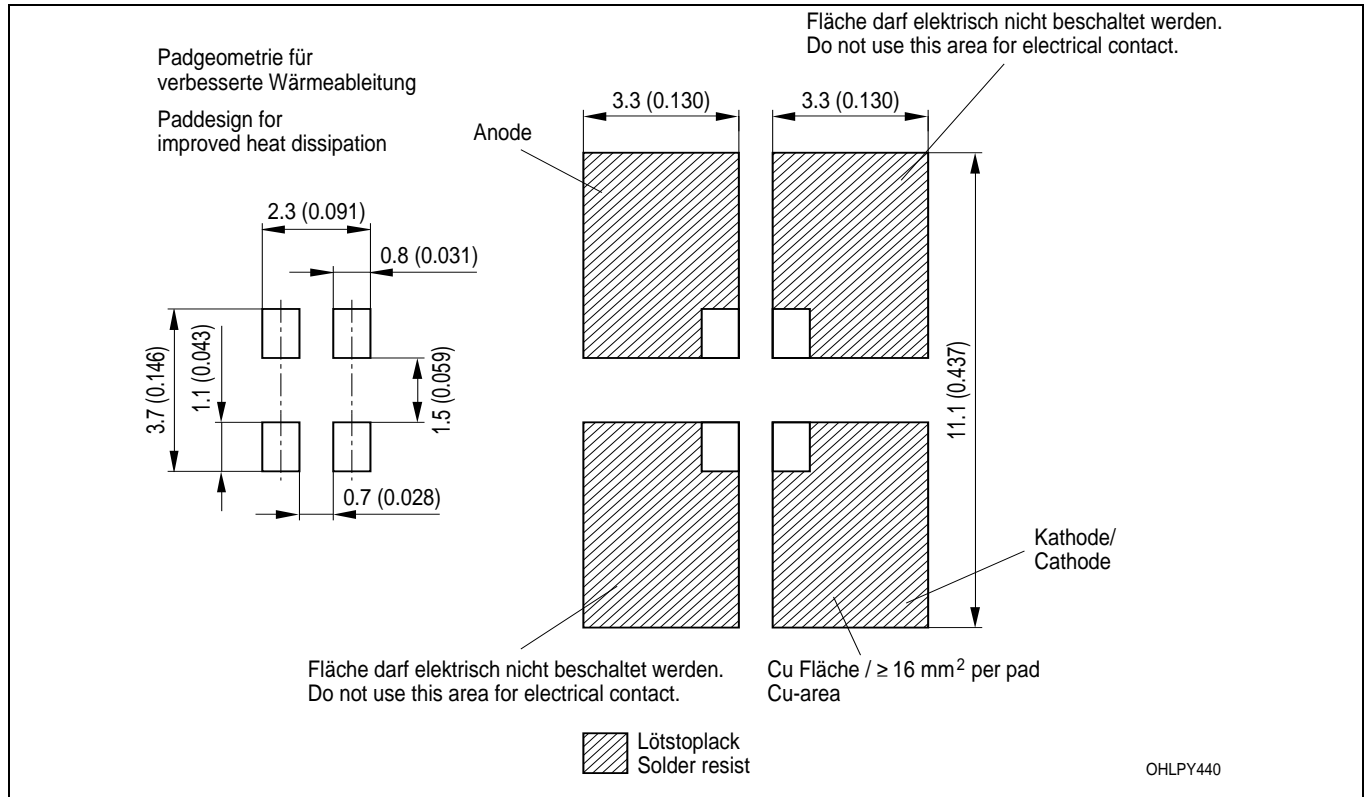 Padgeometrie für
verbesserte Wärmeableitung
Paddesign for
improved heat dissipation
Fläche darf elektrisch nicht beschaltet werden.
Do not use this area for electrical contact.
3.3 (0.130)
3.3 (0.130)
Anode
2.3 (0.091)
0.8 (0.031)
3.7 (0.146)
1.1 (0.043)
1.5 (0.059)
0.7 (0.028)
11.1 (0.437)
Kathode/
Cathode
Fläche darf elektrisch nicht beschaltet werden.
Do not use this area for electrical contact.
Cu Fläche / ≥ 16 mm² per pad
Cu-area
Lötstoplack
Solder resist
OHLPY440